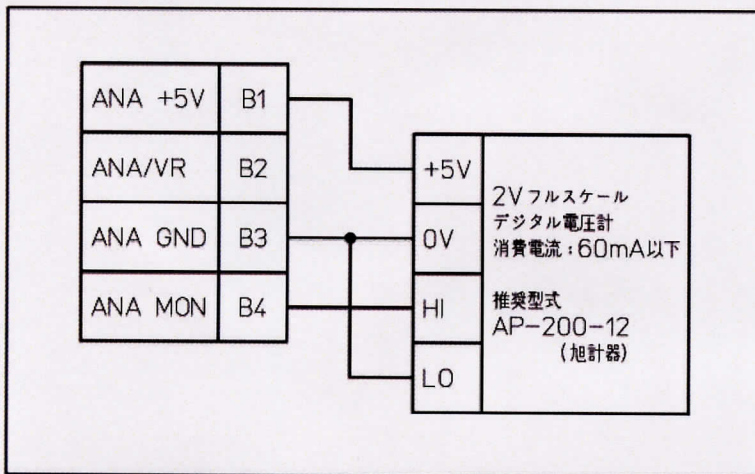 ANA +5V B1
ANA/VR B2
ANA GND B3
ANA MON B4
+5V
0V
HI
LO
2Vフルスケール
デジタル電圧計
消費電流:60mA以下
推奨型式
AP-200-12
(旭計器)